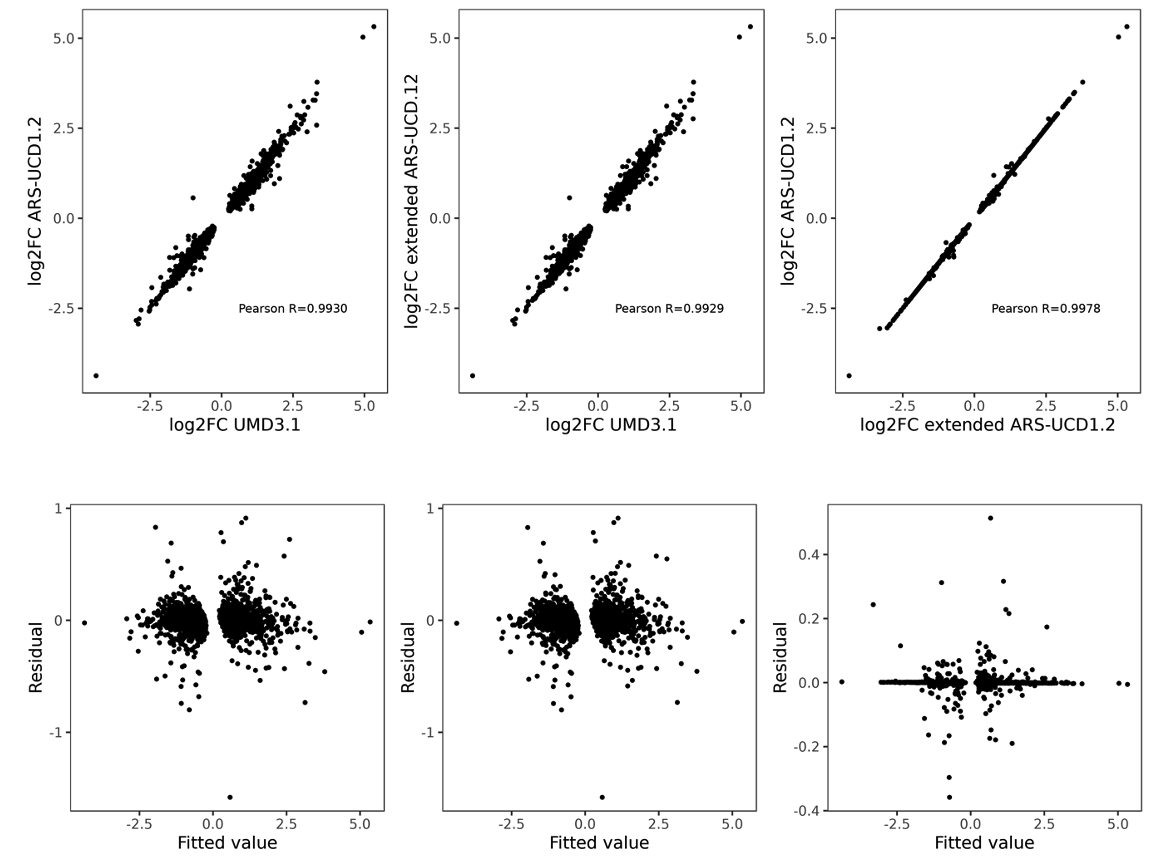 5.0
2.5
0.0
-2.5
log2FC ARS-UCD1.2
Pearson R=0.9930
-2.5 0.0 2.5 5.0
log2FC UMD3.1
5.0
2.5
0.0
-2.5
log2FC extended ARS-UCD.12
Pearson R=0.9929
-2.5 0.0 2.5 5.0
log2FC UMD3.1
5.0
2.5
0.0
-2.5
log2FC ARS-UCD1.2
Pearson R=0.9978
-2.5 0.0 2.5 5.0
log2FC extended ARS-UCD1.2
1
0
-1
Residual
-2.5 0.0 2.5 5.0
Fitted value
1
0
-1
Residual
-2.5 0.0 2.5 5.0
Fitted value
0.4
0.2
0.0
-0.2
-0.4
Residual
-2.5 0.0 2.5 5.0
Fitted value